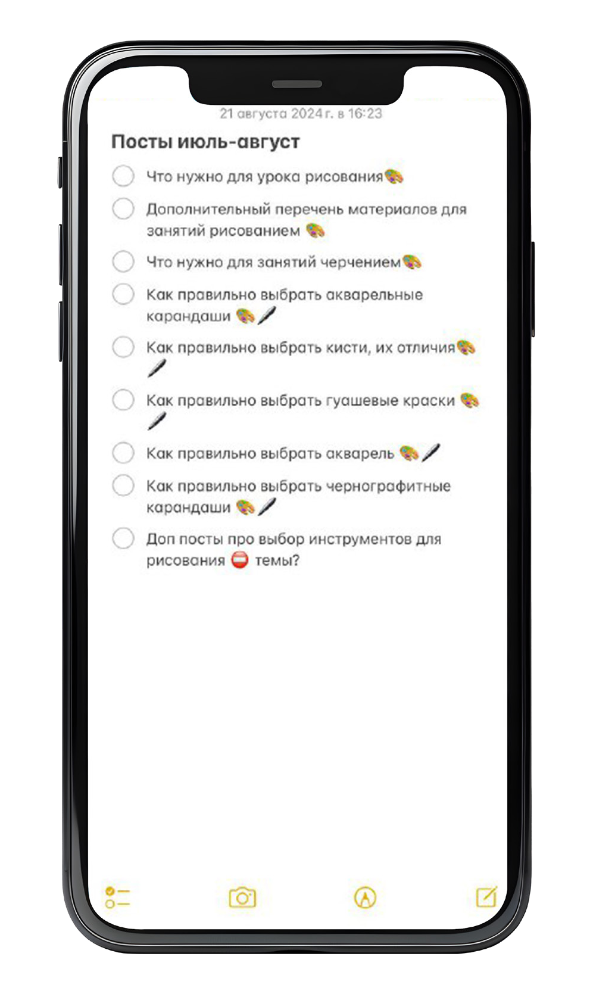 21 августа 2024 г. в 16:23
Посты июль-август
Что нужно для урока рисования🎨
Дополнительный перечень материалов для
занятий рисованием 🎨
Что нужно для занятий черчением🎨
Как правильно выбрать акварельные
карандаши 🎨🖊
Как правильно выбрать кисти, их отличия🎨
🖊
Как правильно выбрать гуашевые краски 🎨
🖊
Как правильно выбрать акварель 🎨🖊
Как правильно выбрать чернографитные
карандаши 🎨🖊
Доп посты про выбор инструментов для
рисования ⛔ темы?